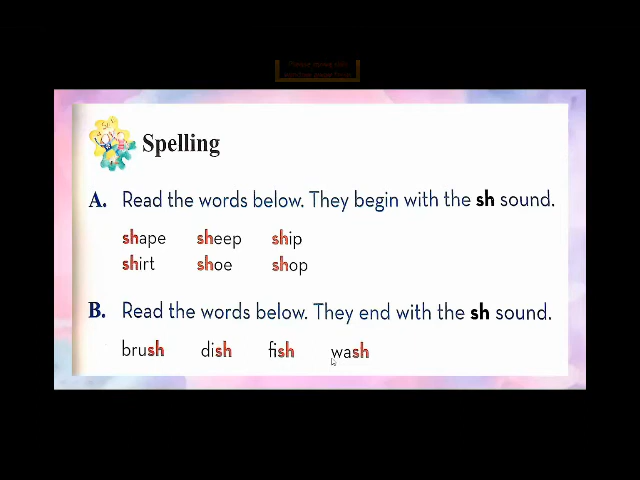 Spelling
A. Read the words below. They begin with the sh sound.
shape sheep ship
shirt shoe shop
B. Read the words below. They end with the sh sound.
brush dish fish wash